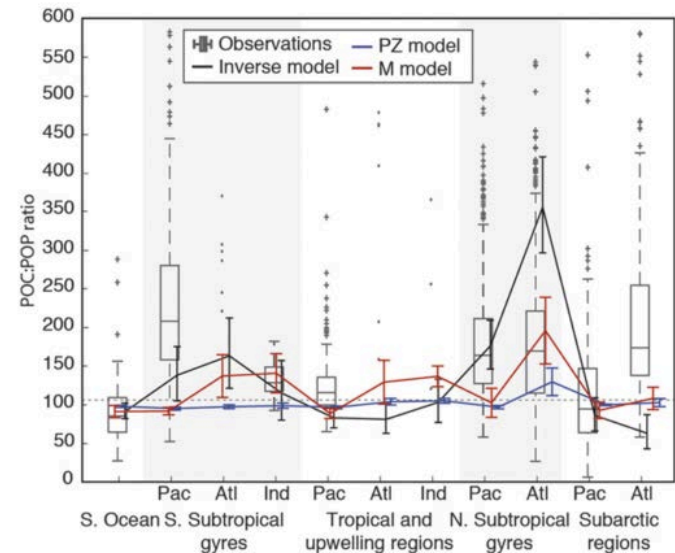 600
550
500
450
400
350
300
250
200
150
100
50
0
POC:POP ratio
Observations
PZ model
Inverse model
M model
Pac Atl Ind Pac Atl Ind Pac Atl Pac Atl
S. Ocean S. Subtropical Tropical and N. Subtropical Subarctic
gyres upwelling regions gyres regions